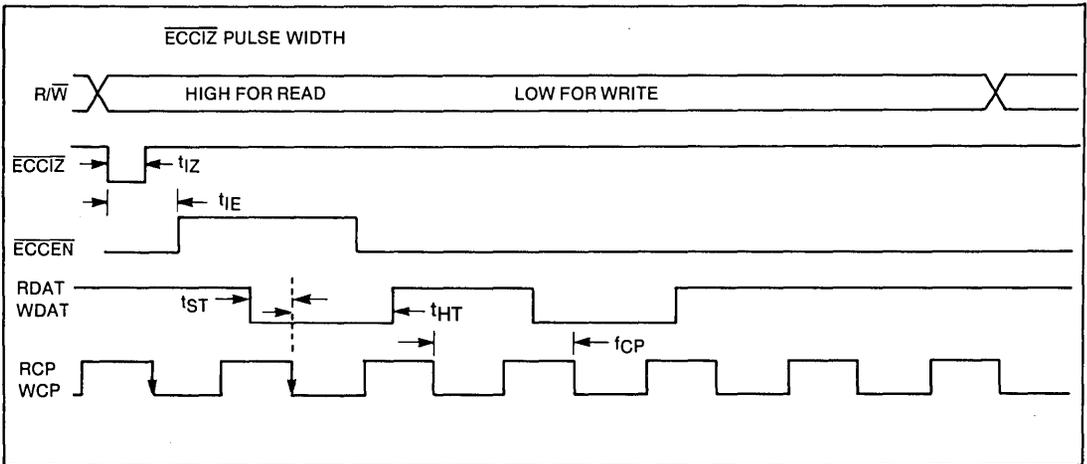 ECCIZ PULSE WIDTH
R/W HIGH FOR READ LOW FOR WRITE
ECCIZ tIZ
tIE
ECCEN
RDAT
WDAT
tST
tHT
fCP
RCP
WCP